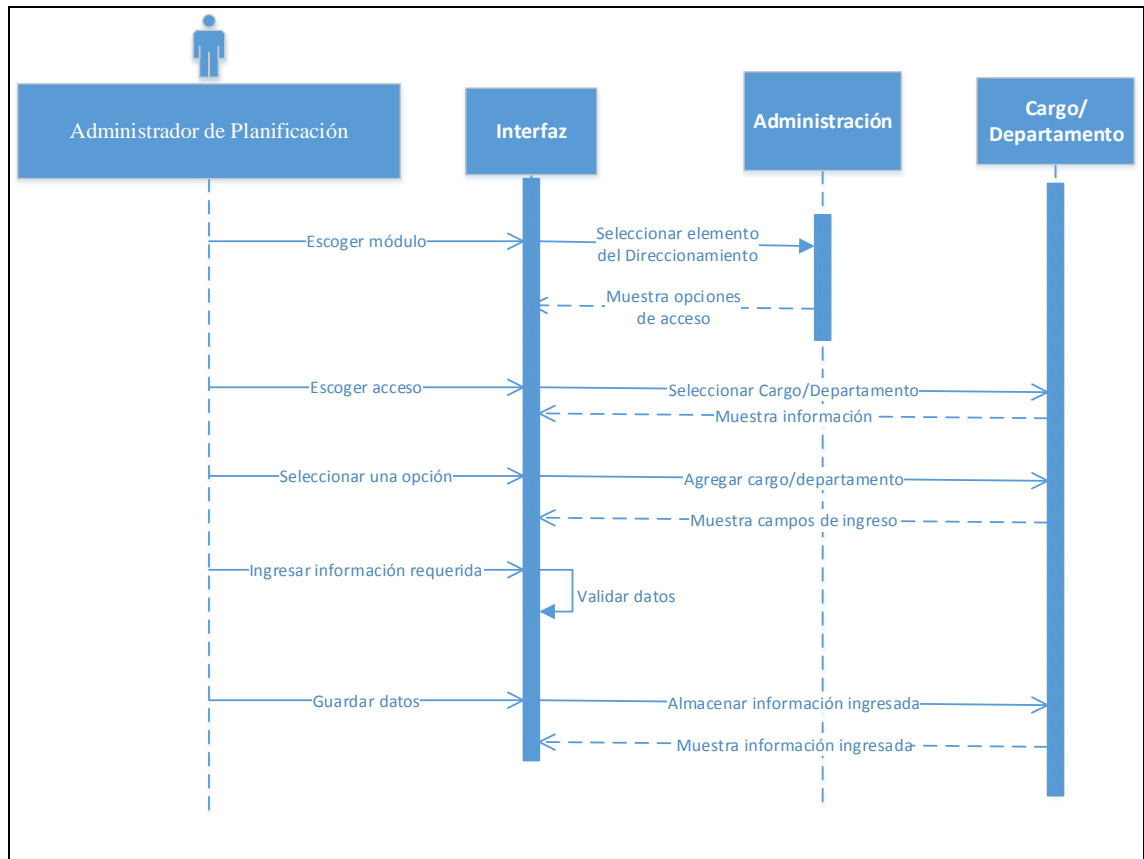 Administrador de Planificación
Interfaz
Administración
Cargo/
Departamento
Escoger módulo
Seleccionar elemento
del Direccionamiento
Muestra opciones
de acceso
Escoger acceso
Seleccionar Cargo/Departamento
Muestra información
Seleccionar una opción
Agregar cargo/departamento
Muestra campos de ingreso
Ingresar información requerida
Validar datos
Guardar datos
Almacenar información ingresada
Muestra información ingresada